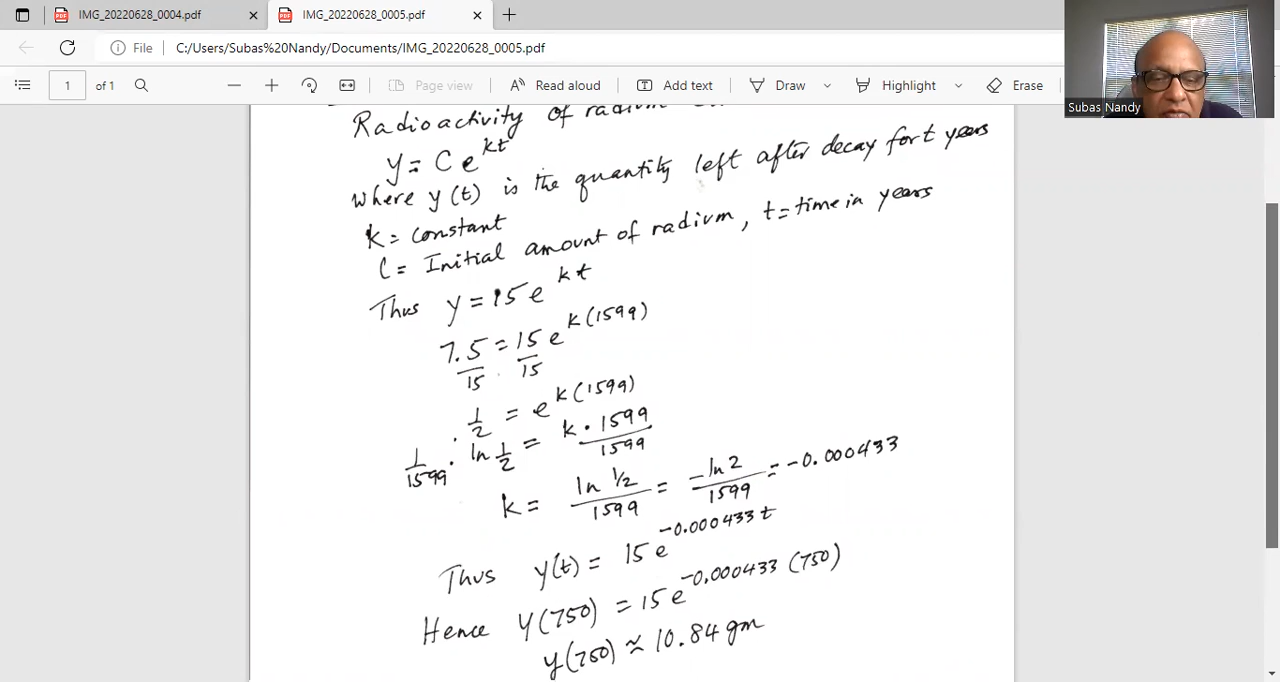 IMG_20220628_0004.pdf
IMG_20220628_0005.pdf
File C:/Users/Subas%20Nandy/Documents/IMG_20220628_0005.pdf
1 of 1 Page view Read aloud Add text Draw Highlight Erase
Subas Nandy
Radioactivity of radium
y = C e^kt
where y(t) is the quantity left after decay for t years
k = constant
C = Initial amount of radium, t = time in years
Thus y = 15 e^kt
7.5/15 = 15/15 e^k(1599)
1/2 = e^k(1599)
1/1599 · ln 1/2 = k · 1599/1599
k = ln 1/2/1599 = -ln 2/1599 = -0.000433
Thus y(t) = 15 e^-0.000433 t
Hence y(750) = 15 e^-0.000433 (750)
y(750) ≈ 10.84 gm